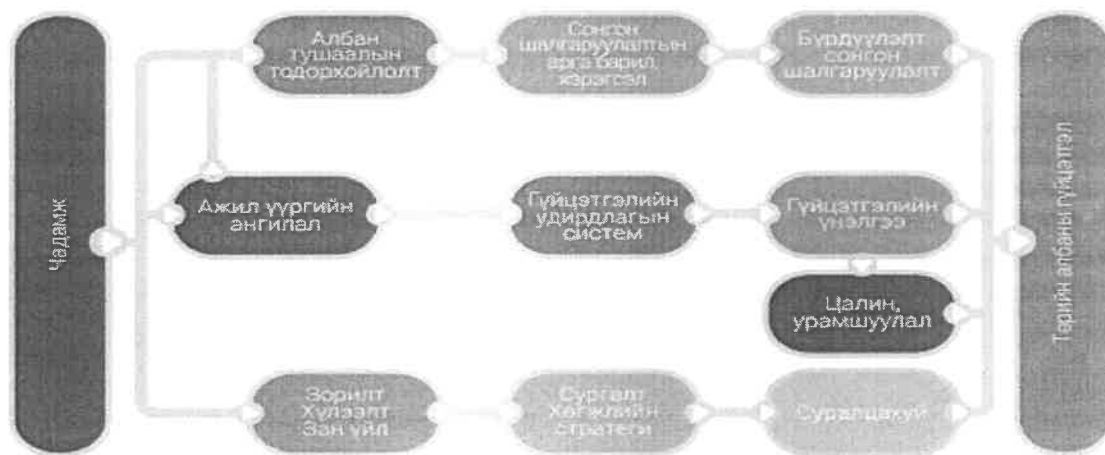 Чадамж
Албан
тушаалын
тодорхойлолт
Сонгон
шалгаруулалтын
арга барил,
хэрэгсэл
Бүрдүүлэлт
сонгон
шалгаруулалт
Ажил үүргийн
ангилал
Гүйцэтгэлийн
удирдлагын
систем
Гүйцэтгэлийн
үнэлгээ
Цалин,
урамшуулал
Зорилт
Хүлээлт
Зан үйл
Сургалт
Хөгжлийн
стратеги
Суралцахуй
Төрийн албаны гүйцэтгэл